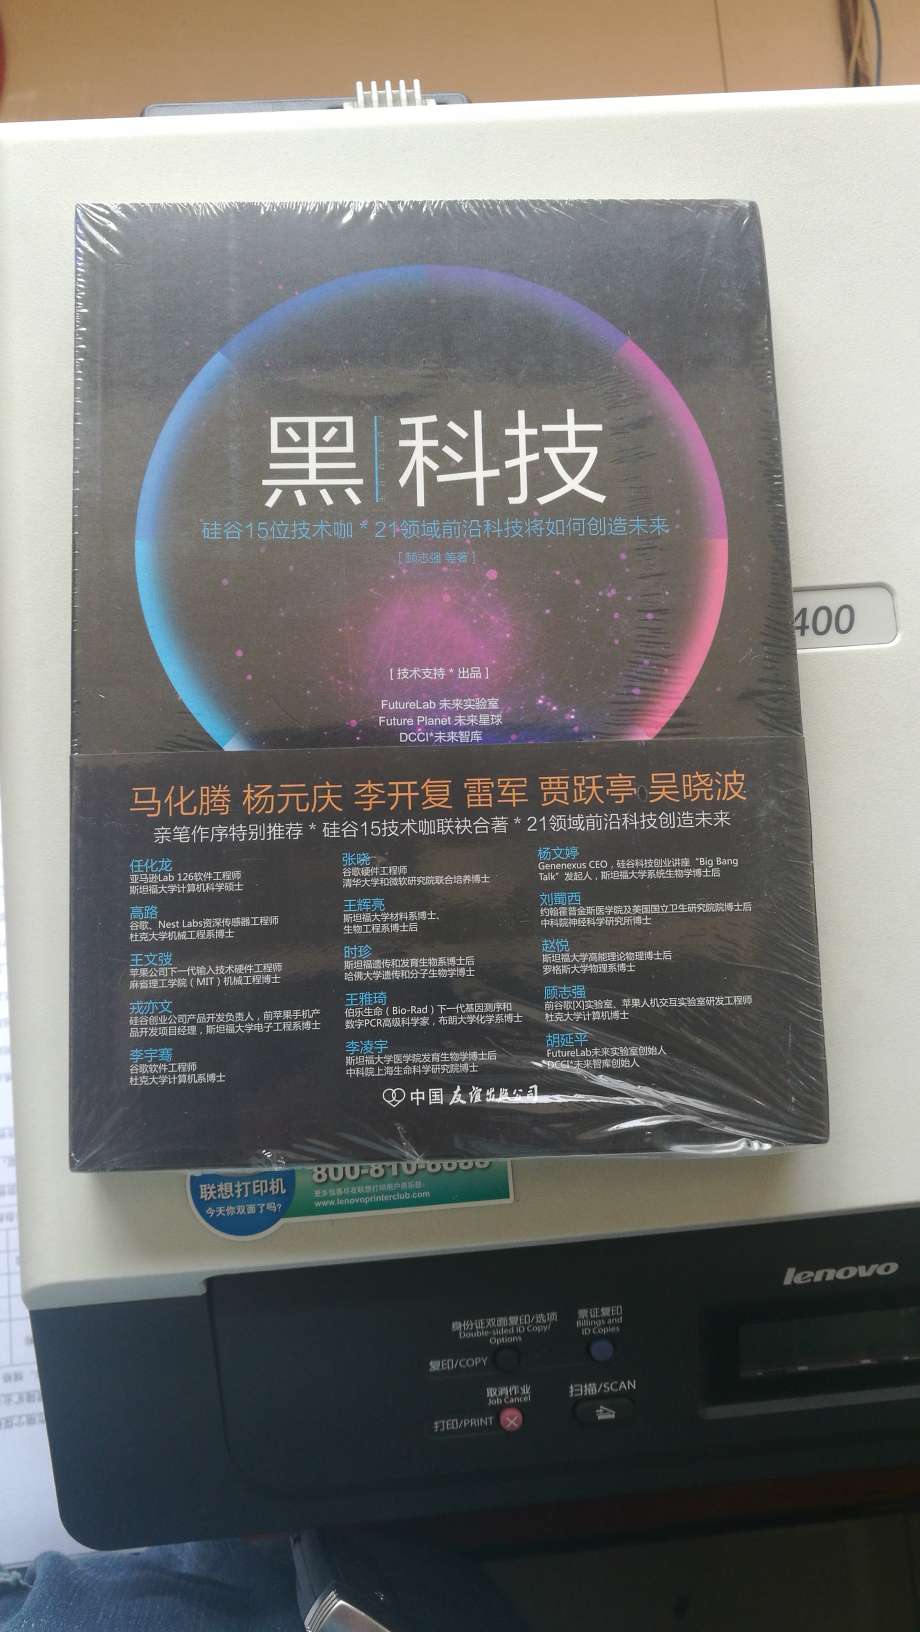 黑 科技
硅谷15位技术咖 * 21领域前沿科技将如何创造未来
[ 顾志强 等著 ]
[ 技术支持 * 出品 ]
FutureLab 未来实验室
Future Planet 未来星球
DCCI*未来智库
马化腾 杨元庆 李开复 雷军 贾跃亭 吴晓波
亲笔作序特别推荐 * 硅谷15技术咖联袂合著 * 21领域前沿科技创造未来
任化龙
亚马逊Lab 126软件工程师
斯坦福大学计算机科学硕士
高路
谷歌、Nest Labs资深传感器工程师
杜克大学机械工程系博士
王文弢
苹果公司下一代输入技术硬件工程师
麻省理工学院（MIT）机械工程博士
戎亦文
硅谷创业公司产品开发负责人，前苹果手机产
品开发项目经理，斯坦福大学电子工程系博士
李宇骞
谷歌软件工程师
杜克大学计算机系博士
张晓
谷歌硬件工程师
清华大学和微软研究院联合培养博士
王辉亮
斯坦福大学材料系博士、
生物工程系博士后
时珍
斯坦福遗传和发育生物系博士后
哈佛大学遗传和分子生物学博士
王雅琦
伯乐生命（Bio-Rad）下一代基因测序和
数字PCR高级科学家，布朗大学化学系博士
李凌宇
斯坦福大学医学院发育生物学博士后
中科院上海生命科学研究院博士
杨文婷
Genenexus CEO，硅谷科技创业讲座“Big Bang
Talk”发起人，斯坦福大学系统生物学博士后
刘蜀西
约翰霍普金斯医学院及美国国立卫生研究院院博士后
中科院神经科学研究所博士
赵悦
斯坦福大学高能理论物理博士后
罗格斯大学物理系博士
顾志强
前谷歌[X]实验室、苹果人机交互实验室研发工程师
杜克大学计算机博士
胡延平
FutureLab未来实验室创始人
DCCI*未来智库创始人
中国友谊出版公司
400
800-810-8888
联想打印机
今天你双面了吗?
www.lenovoprinterclub.com
lenovo
身份证双面复印/选项
Double-sided ID Copy/
Options
票证复印
Billings and
ID Copies
复印/COPY
取消作业
Job Cancel
扫描/SCAN
打印/PRINT